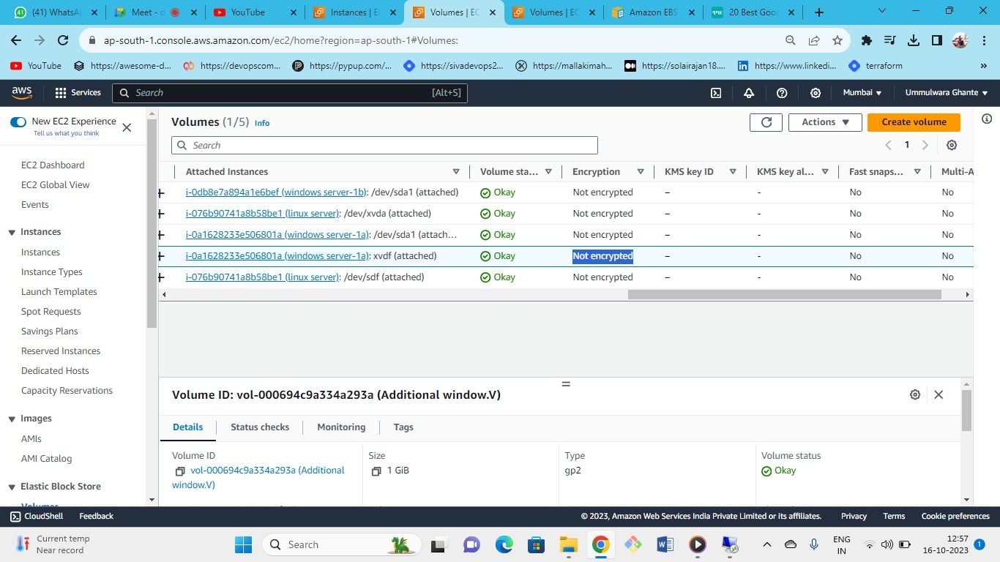 (41) WhatsA
Meet - d
YouTube
Instances | E
Volumes | EC
Volumes | EC
Amazon EBS
20 Best Goo
ap-south-1.console.aws.amazon.com/ec2/home?region=ap-south-1#Volumes:
YouTube
https://awesome-d...
https://devopscom...
https://pypup.com/...
https://sivadevops2...
https://mallakimah...
https://solairajan18....
https://www.linkedi...
terraform
»
aws
Services
Search
[Alt+S]
Mumbai ▼
Ummulwara Ghante ▼
New EC2 Experience
Tell us what you think
EC2 Dashboard
EC2 Global View
Events
Instances
Instances
Instance Types
Launch Templates
Spot Requests
Savings Plans
Reserved Instances
Dedicated Hosts
Capacity Reservations
Images
AMIs
AMI Catalog
Elastic Block Store
Volumes
Volumes (1/5) Info
Actions ▼
Create volume
Search
1
Attached Instances Volume sta... Encryption KMS key ID KMS key al... Fast snaps... Multi-A
i-0db8e7a894a1e6bef (windows server-1b): /dev/sda1 (attached) Okay Not encrypted – - No No
i-076b90741a8b58be1 (linux server): /dev/xvda (attached) Okay Not encrypted – - No No
i-0a1628233e506801a (windows server-1a): /dev/sda1 (attach... Okay Not encrypted – - No No
i-0a1628233e506801a (windows server-1a): xvdf (attached) Okay Not encrypted – - No No
i-076b90741a8b58be1 (linux server): /dev/sdf (attached) Okay Not encrypted – - No No
Volume ID: vol-000694c9a334a293a (Additional window.V)
Details Status checks Monitoring Tags
Volume ID Size Type Volume status
vol-000694c9a334a293a (Additional 1 GiB gp2 Okay
window.V)
CloudShell Feedback
© 2023, Amazon Web Services India Private Limited or its affiliates. Privacy Terms Cookie preferences
Current temp
Near record
Search
ENG
IN
12:57
16-10-2023
1